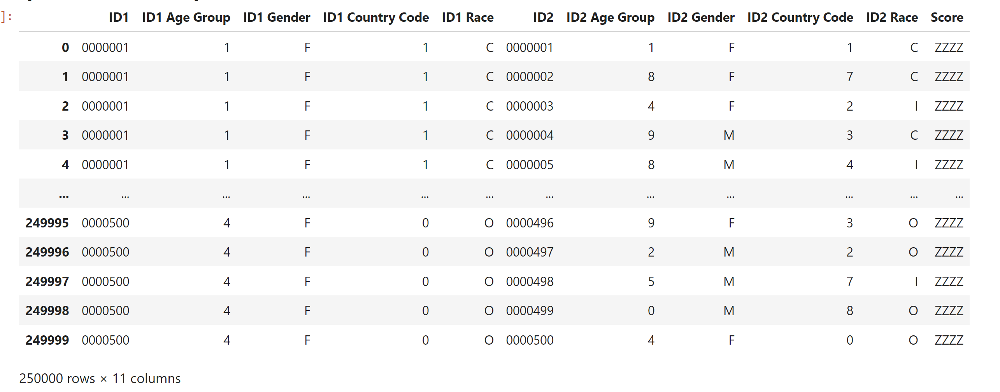 ]:
ID1 ID1 Age Group ID1 Gender ID1 Country Code ID1 Race ID2 ID2 Age Group ID2 Gender ID2 Country Code ID2 Race Score
0 0000001 1 F 1 C 0000001 1 F 1 C ZZZZ
1 0000001 1 F 1 C 0000002 8 F 7 C ZZZZ
2 0000001 1 F 1 C 0000003 4 F 2 I ZZZZ
3 0000001 1 F 1 C 0000004 9 M 3 C ZZZZ
4 0000001 1 F 1 C 0000005 8 M 4 I ZZZZ
... ... ... ... ... ... ... ... ... ... ... ...
249995 0000500 4 F 0 O 0000496 9 F 3 O ZZZZ
249996 0000500 4 F 0 O 0000497 2 M 2 O ZZZZ
249997 0000500 4 F 0 O 0000498 5 M 7 I ZZZZ
249998 0000500 4 F 0 O 0000499 0 M 8 O ZZZZ
249999 0000500 4 F 0 O 0000500 4 F 0 O ZZZZ
250000 rows × 11 columns